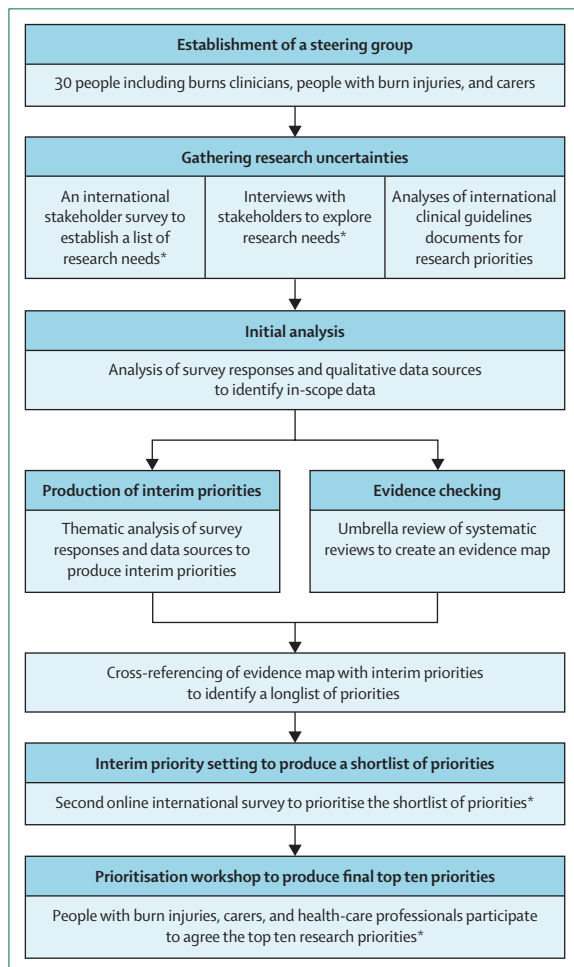 Establishment of a steering group
30 people including burns clinicians, people with burn injuries, and carers
Gathering research uncertainties
An international
stakeholder survey to
establish a list of
research needs*
Interviews with
stakeholders to explore
research needs*
Analyses of international
clinical guidelines
documents for
research priorities
Initial analysis
Analysis of survey responses and qualitative data sources
to identify in-scope data
Production of interim priorities
Thematic analysis of survey
responses and data sources to
produce interim priorities
Evidence checking
Umbrella review of systematic
reviews to create an evidence map
Cross-referencing of evidence map with interim priorities
to identify a longlist of priorities
Interim priority setting to produce a shortlist of priorities
Second online international survey to prioritise the shortlist of priorities*
Prioritisation workshop to produce final top ten priorities
People with burn injuries, carers, and health-care professionals participate
to agree the top ten research priorities*